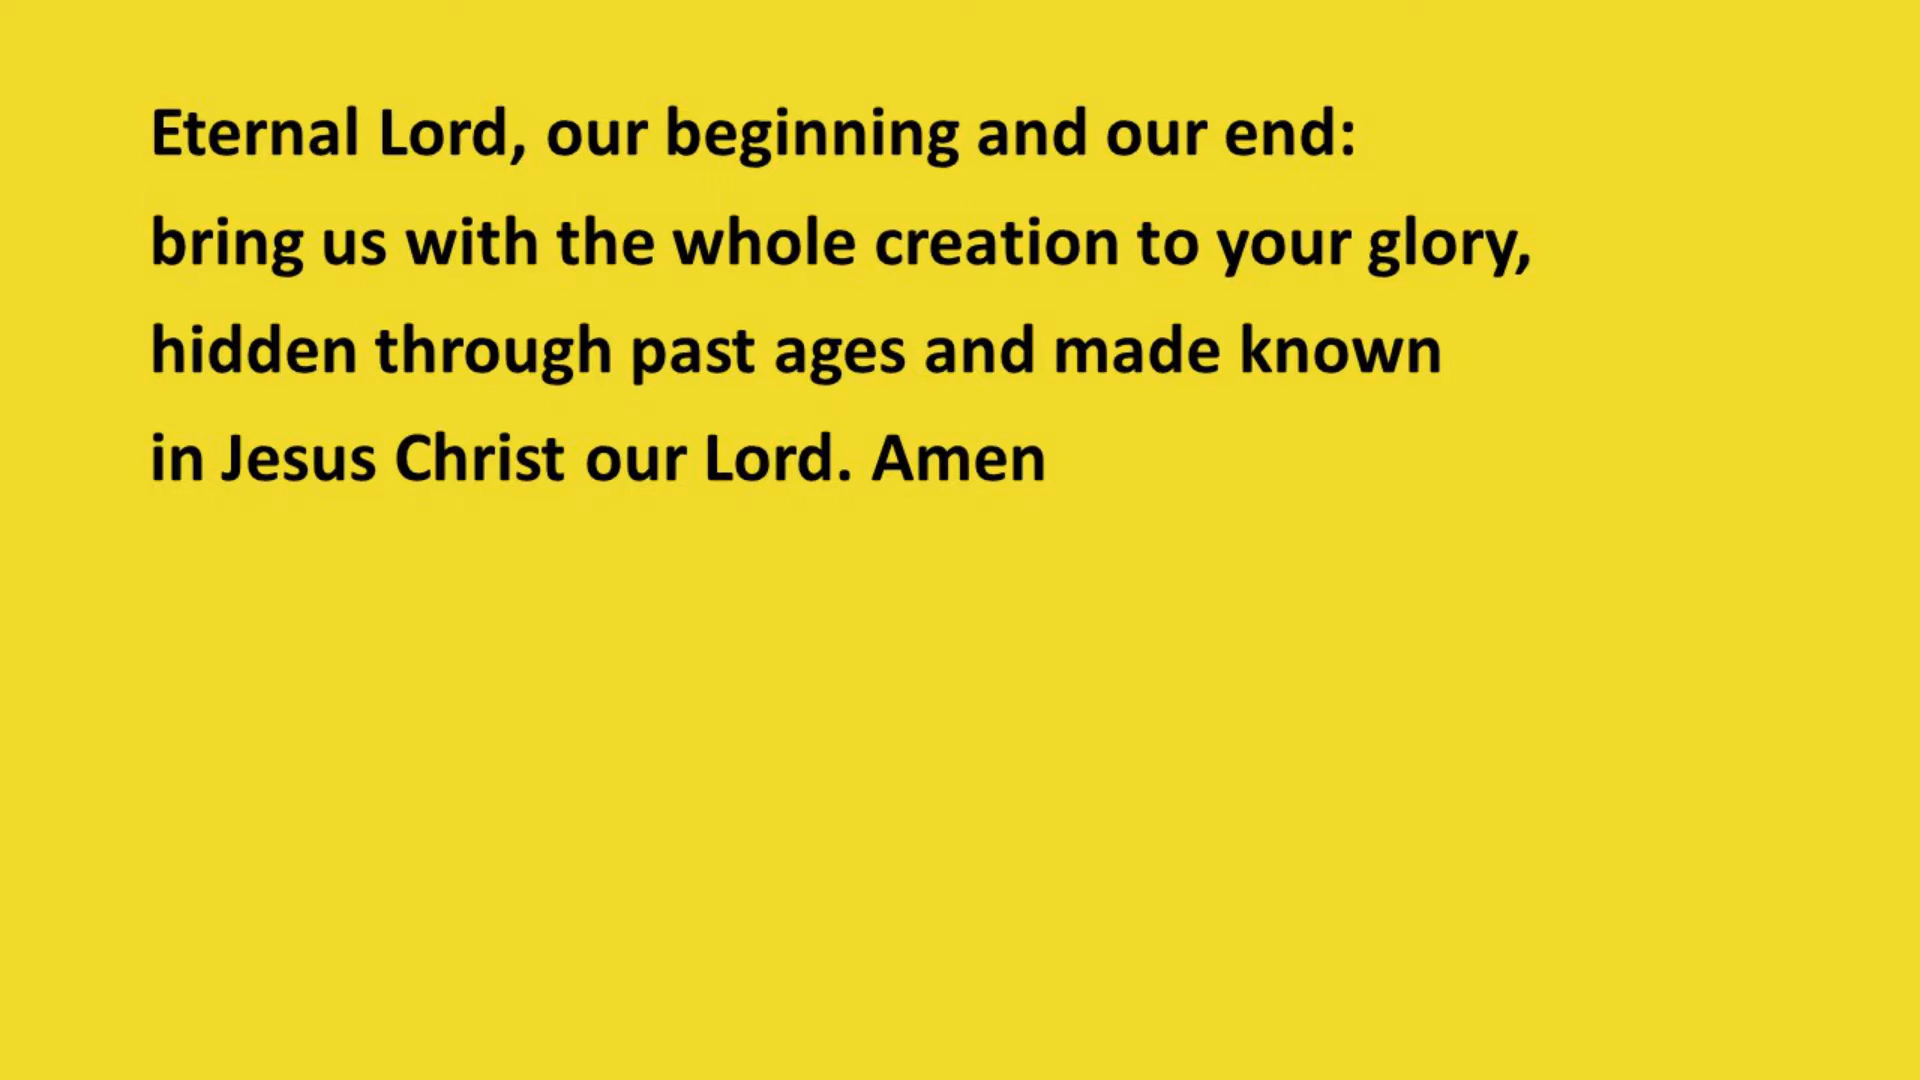 Eternal Lord, our beginning and our end:
bring us with the whole creation to your glory,
hidden through past ages and made known
in Jesus Christ our Lord. Amen